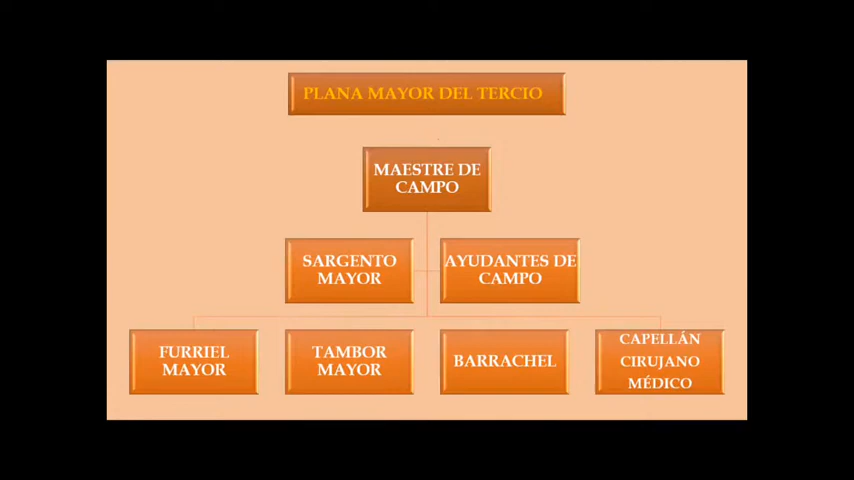 PLANA MAYOR DEL TERCIO
MAESTRE DE
CAMPO
SARGENTO
MAYOR
AYUDANTES DE
CAMPO
FURRIEL
MAYOR
TAMBOR
MAYOR
BARRACHEL
CAPELLÁN
CIRUJANO
MÉDICO